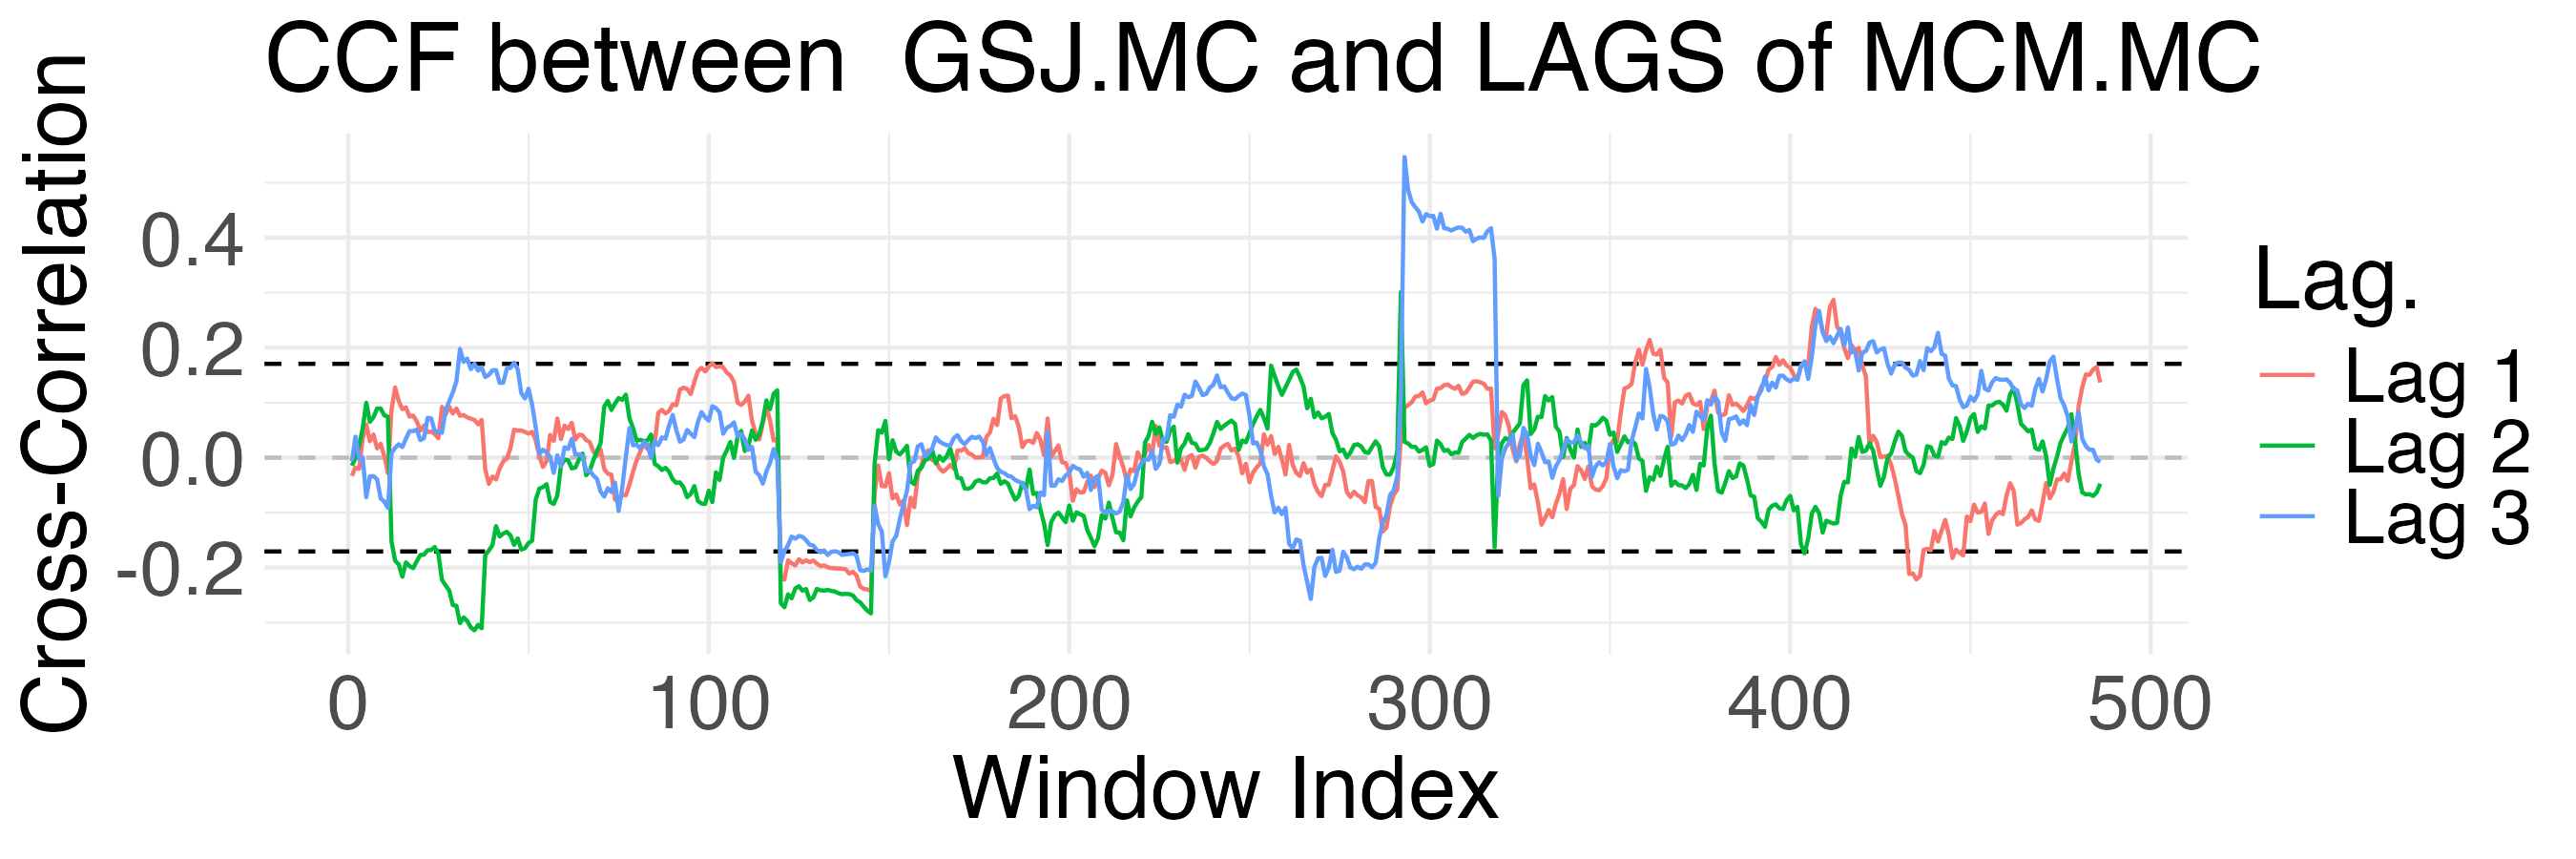 CCF between  GSJ.MC and LAGS of MCM.MC
Cross-Correlation
0.4
0.2
0.0
-0.2
0 100 200 300 400 500
Window Index
Lag.
Lag 1
Lag 2
Lag 3